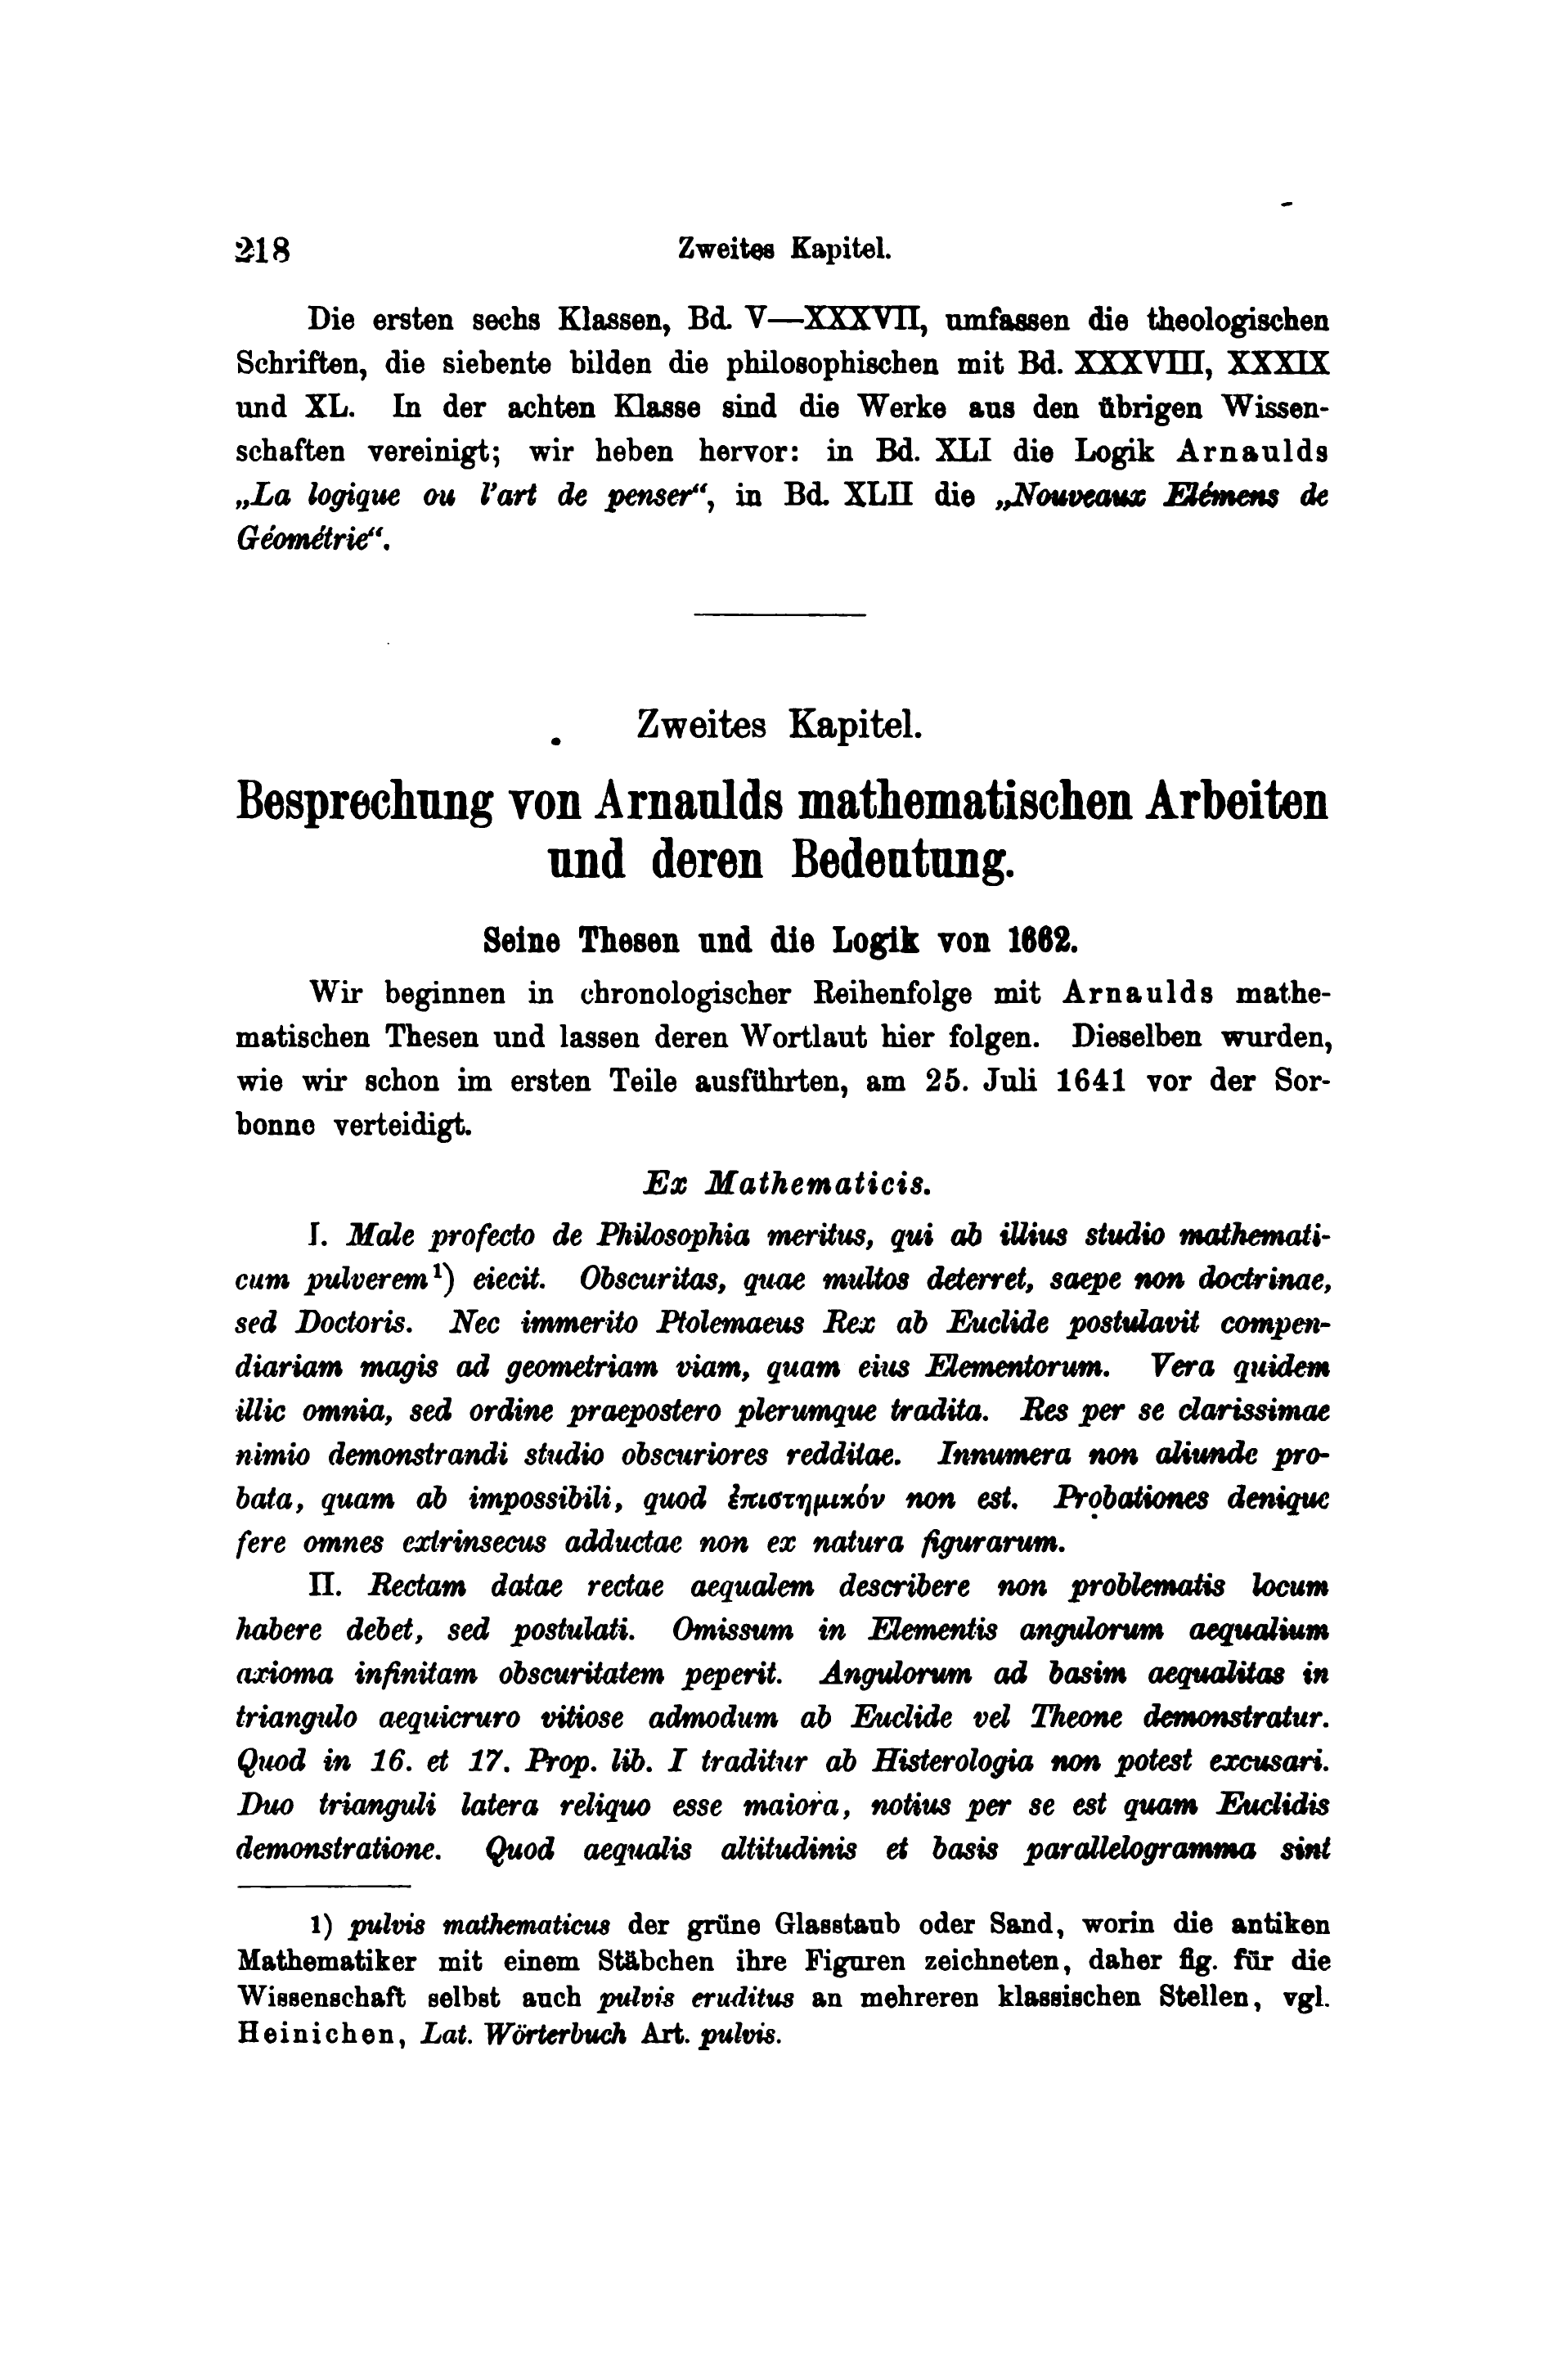 218 Zweites Kapitel.
Die ersten sechs Klassen, Bd. V—XXXVII, umfassen die theologischen
Schriften, die siebente bilden die philosophischen mit Bd. XXXVIII, XXXIX
und XL. In der achten Klasse sind die Werke aus den übrigen Wissen-
schaften vereinigt; wir heben hervor: in Bd. XLI die Logik Arnaulds
„La logique ou l'art de penser“, in Bd. XLII die „Nouveaux Elémens de
Géométrie“.
Zweites Kapitel.
Besprechung von Arnaulds mathematischen Arbeiten
und deren Bedeutung.
Seine Thesen und die Logik von 1662.
Wir beginnen in chronologischer Reihenfolge mit Arnaulds mathe-
matischen Thesen und lassen deren Wortlaut hier folgen. Dieselben wurden,
wie wir schon im ersten Teile ausführten, am 25. Juli 1641 vor der Sor-
bonne verteidigt.
Ex Mathematicis.
I. Male profecto de Philosophia meritus, qui ab illius studio mathemati-
cum pulverem¹) eiecit. Obscuritas, quae multos deterret, saepe non doctrinae,
sed Doctoris. Nec immerito Ptolemaeus Rex ab Euclide postulavit compen-
diariam magis ad geometriam viam, quam eius Elementorum. Vera quidem
illic omnia, sed ordine praepostero plerumque tradita. Res per se clarissimae
nimio demonstrandi studio obscuriores redditae. Innumera non aliunde pro-
bata, quam ab impossibili, quod ἐπιστημικόν non est. Probationes denique
fere omnes extrinsecus adductae non ex natura figurarum.
II. Rectam datae rectae aequalem describere non problematis locum
habere debet, sed postulati. Omissum in Elementis angulorum aequalium
axioma infinitam obscuritatem peperit. Angulorum ad basim aequalitas in
triangulo aequicruro vitiose admodum ab Euclide vel Theone demonstratur.
Quod in 16. et 17. Prop. lib. I traditur ab Histerologia non potest excusari.
Duo trianguli latera reliquo esse maiora, notius per se est quam Euclidis
demonstratione. Quod aequalis altitudinis et basis parallelogramma sint
1) pulvis mathematicus der grüne Glasstaub oder Sand, worin die antiken
Mathematiker mit einem Stäbchen ihre Figuren zeichneten, daher fig. für die
Wissenschaft selbst auch pulvis eruditus an mehreren klassischen Stellen, vgl.
Heinichen, Lat. Wörterbuch Art. pulvis.